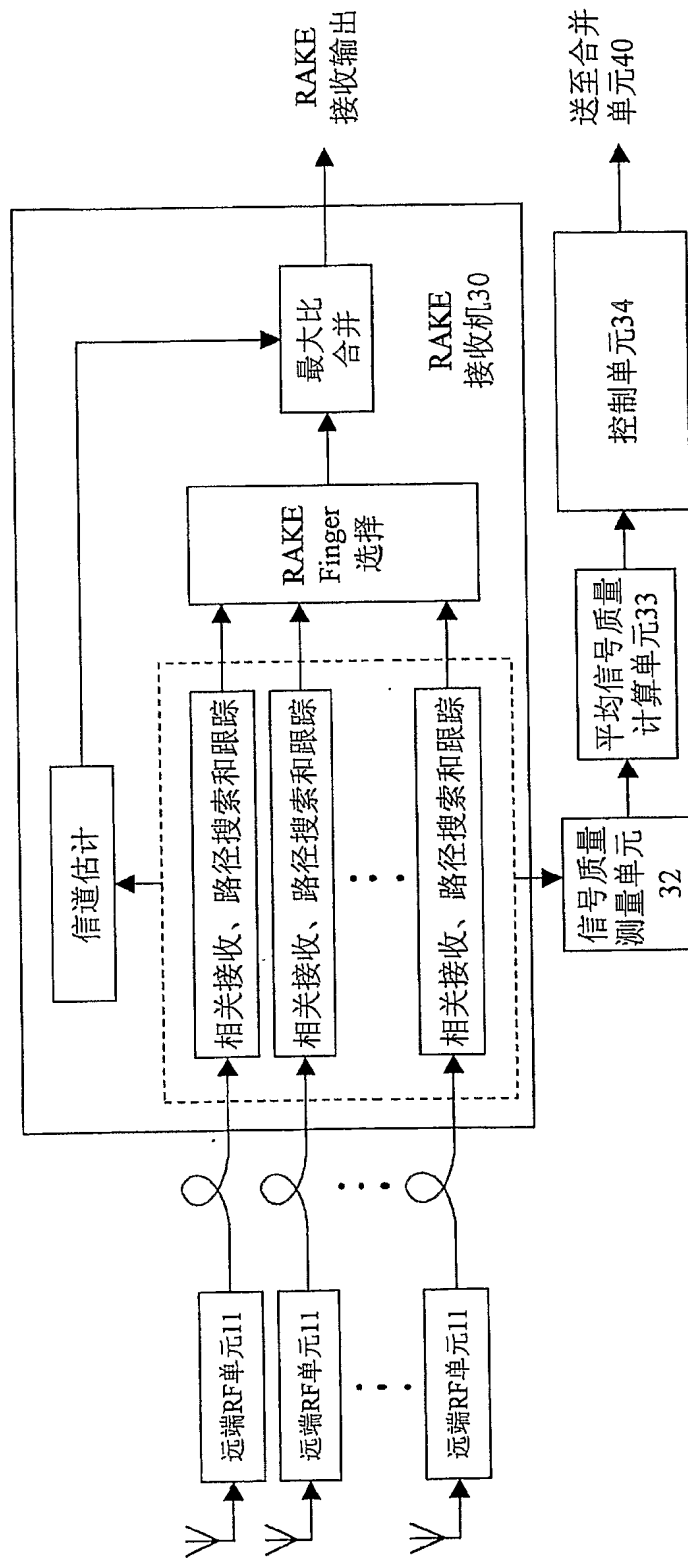 远端RF单元11
远端RF单元11
远端RF单元11
信道估计
相关接收、路径搜索和跟踪
相关接收、路径搜索和跟踪
相关接收、路径搜索和跟踪
RAKE
Finger
选择
最大比
合并
RAKE
接收机30
RAKE
接收输出
信号质量
测量单元
32
平均信号质量
计算单元33
控制单元34
送至合并
单元40